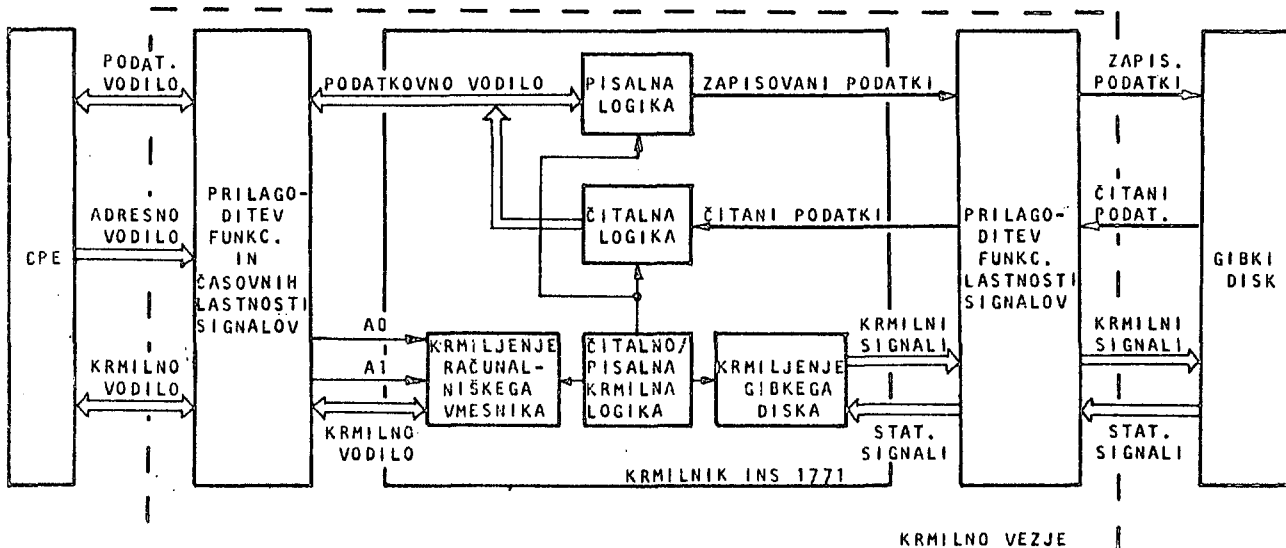 CPE
PODAT.
VODILO
ADRESNO
VODILO
KRMILNO
VODILO
PRILAGO-
DITEV
FUNKC.
IN
ČASOVNIH
LASTNOSTI
SIGNALOV
PODATKOVNO VODILO
A0
A1
KRMILNO
VODILO
PISALNA
LOGIKA
ČITALNA
LOGIKA
KRMILJENJE
RAČUNAL-
NIŠKEGA
VMESNIKA
ČITALNO/
PISALNA
KRMILNA
LOGIKA
KRMILJENJE
GIBKEGA
DISKA
ZAPISOVANI PODATKI
ČITANI PODATKI
KRMILNI
SIGNALI
STAT.
SIGNALI
KRMILNIK INS 1771
PRILAGO-
DITEV
FUNKC.
LASTNOSTI
SIGNALOV
ZAPIS.
PODATKI
ČITANI
PODAT.
KRMILNI
SIGNALI
STAT.
SIGNALI
GIBKI
DISK
KRMILNO VEZJE